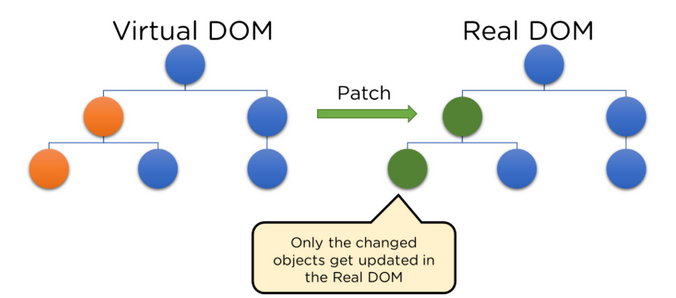 Virtual DOM
Real DOM
Patch
Only the changed
objects get updated in
the Real DOM